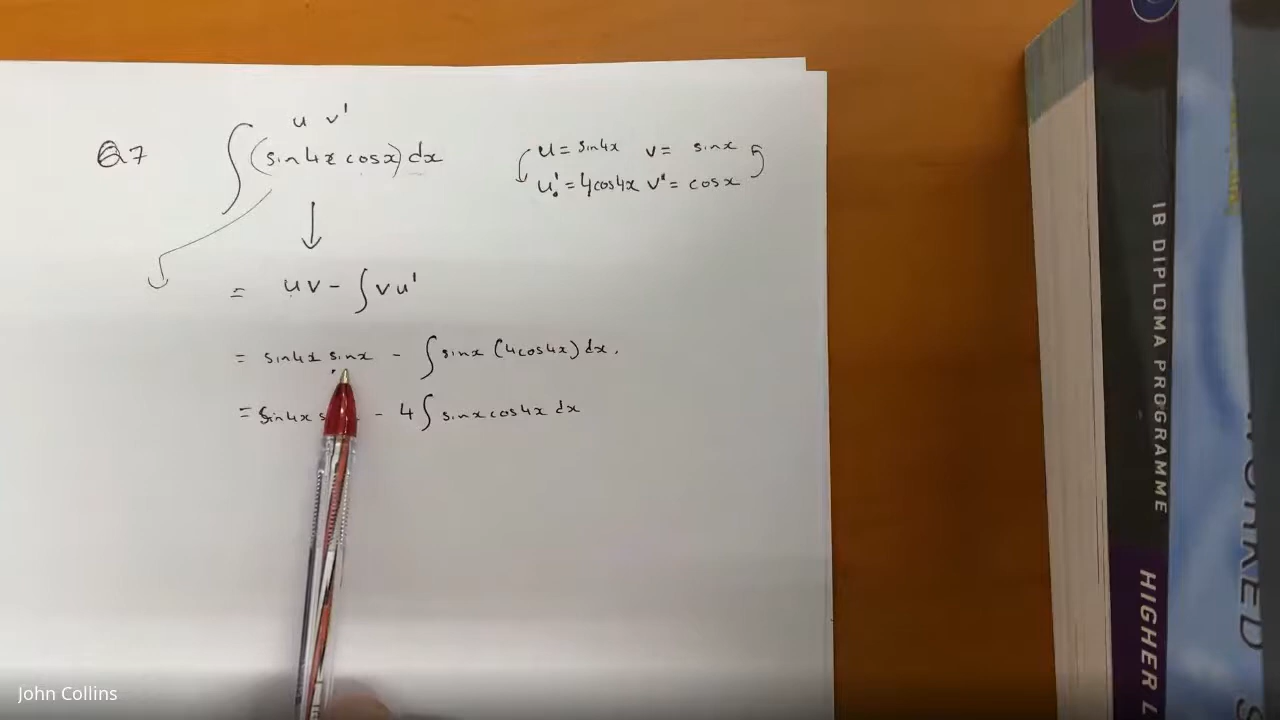 u v'
Q7 ∫(sin4x cosx)dx
u = sin4x v = sinx
u' = 4cos4x v' = cosx
= uv - ∫vu'
= sin4x sinx - ∫sinx (4cos4x) dx.
= sin4x s - 4∫sinx cos4x dx
IB DIPLOMA PROGRAMME
HIGHER L
John Collins